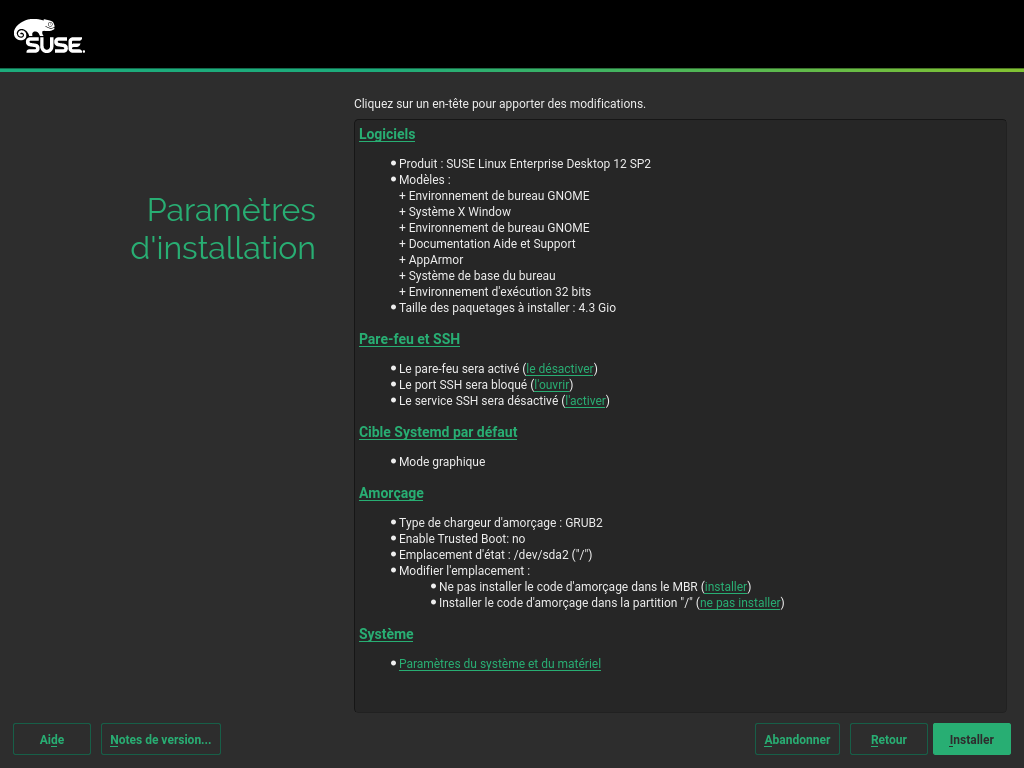 SUSE.
Cliquez sur un en-tête pour apporter des modifications.
Paramètres
d'installation
Logiciels
Produit : SUSE Linux Enterprise Desktop 12 SP2
Modèles :
+ Environnement de bureau GNOME
+ Système X Window
+ Environnement de bureau GNOME
+ Documentation Aide et Support
+ AppArmor
+ Système de base du bureau
+ Environnement d'exécution 32 bits
Taille des paquetages à installer : 4.3 Gio
Pare-feu et SSH
Le pare-feu sera activé (le désactiver)
Le port SSH sera bloqué (l'ouvrir)
Le service SSH sera désactivé (l'activer)
Cible Systemd par défaut
Mode graphique
Amorçage
Type de chargeur d'amorçage : GRUB2
Enable Trusted Boot: no
Emplacement d'état : /dev/sda2 ("/")
Modifier l'emplacement :
Ne pas installer le code d'amorçage dans le MBR (installer)
Installer le code d'amorçage dans la partition "/" (ne pas installer)
Système
Paramètres du système et du matériel
Aide
Notes de version...
Abandonner
Retour
Installer